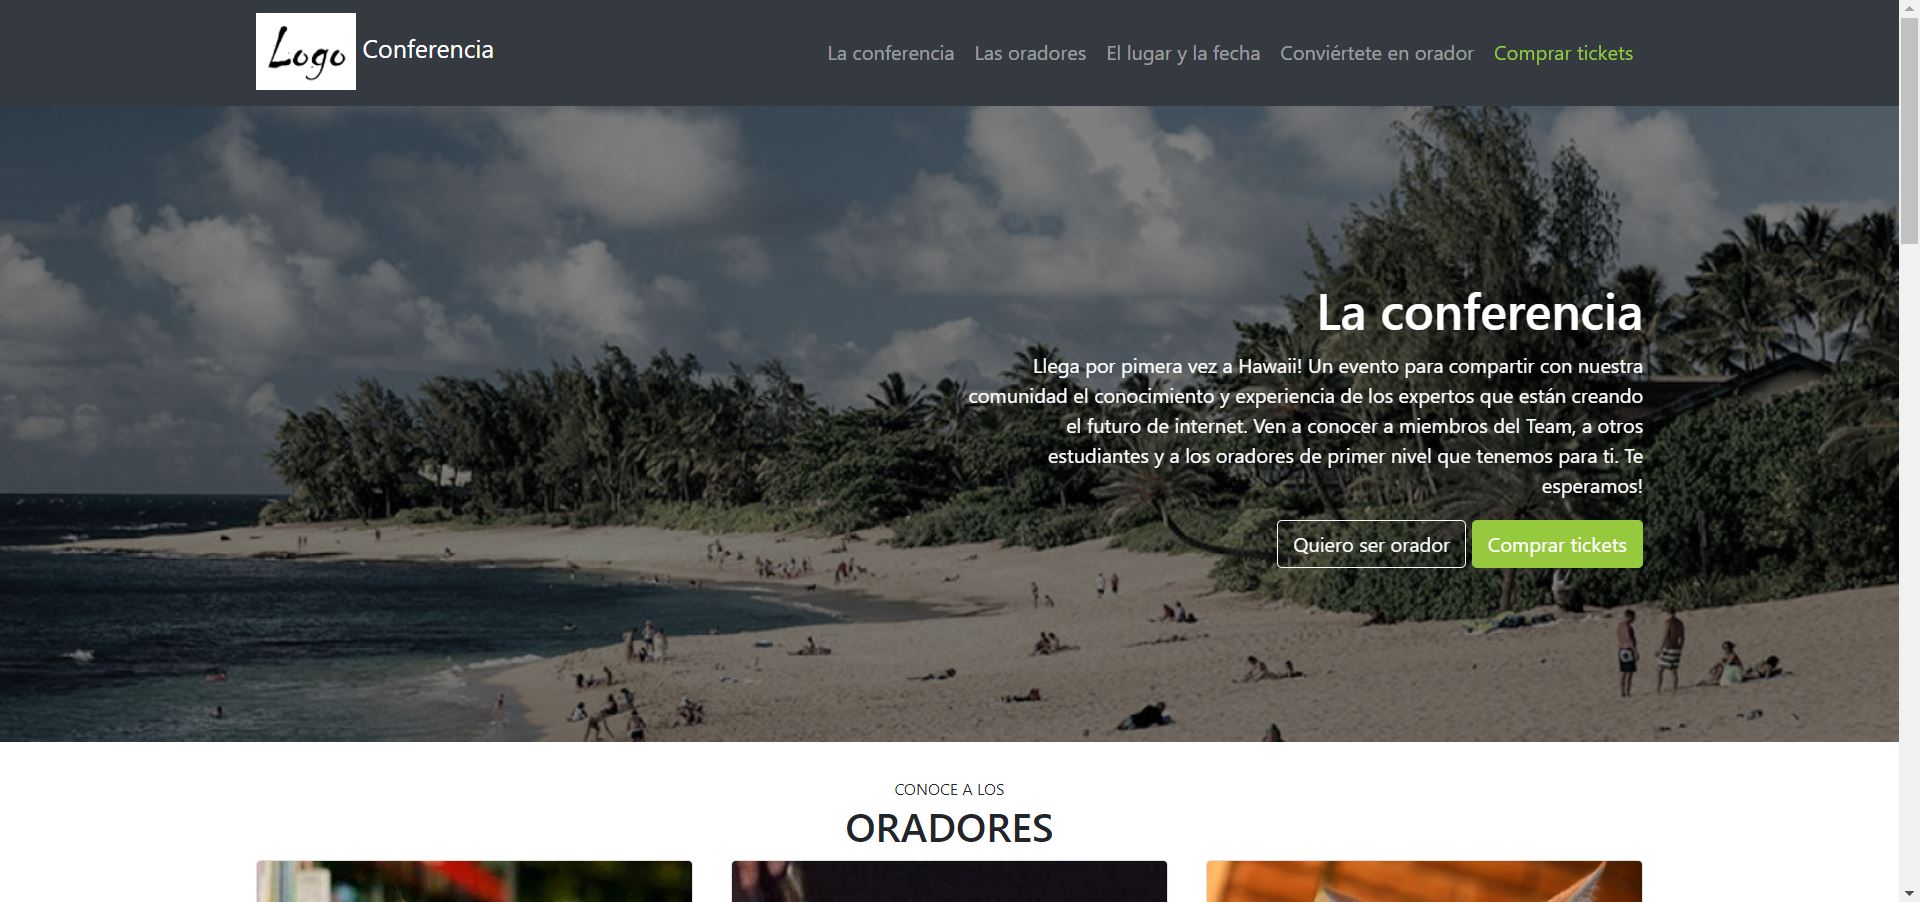 Logo
Conferencia
La conferencia
Las oradores
El lugar y la fecha
Conviértete en orador
Comprar tickets
La conferencia
Llega por pimera vez a Hawaii! Un evento para compartir con nuestra
comunidad el conocimiento y experiencia de los expertos que están creando
el futuro de internet. Ven a conocer a miembros del Team, a otros
estudiantes y a los oradores de primer nivel que tenemos para ti. Te
esperamos!
Quiero ser orador
Comprar tickets
CONOCE A LOS
ORADORES